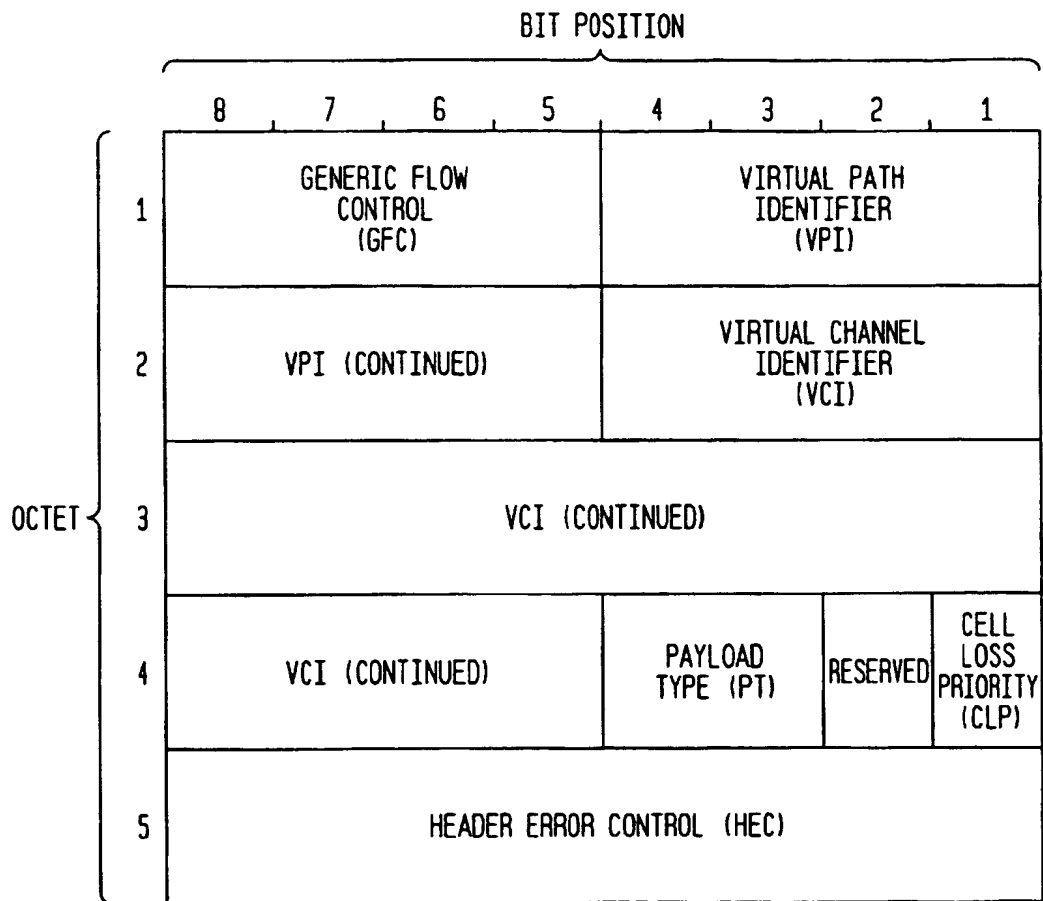 BIT POSITION
8 7 6 5 4 3 2 1
GENERIC FLOW
CONTROL
(GFC)
VIRTUAL PATH
IDENTIFIER
(VPI)
1
VPI (CONTINUED)
VIRTUAL CHANNEL
IDENTIFIER
(VCI)
2
OCTET
3
VCI (CONTINUED)
4
VCI (CONTINUED)
PAYLOAD
TYPE (PT)
RESERVED
CELL
LOSS
PRIORITY
(CLP)
5
HEADER ERROR CONTROL (HEC)